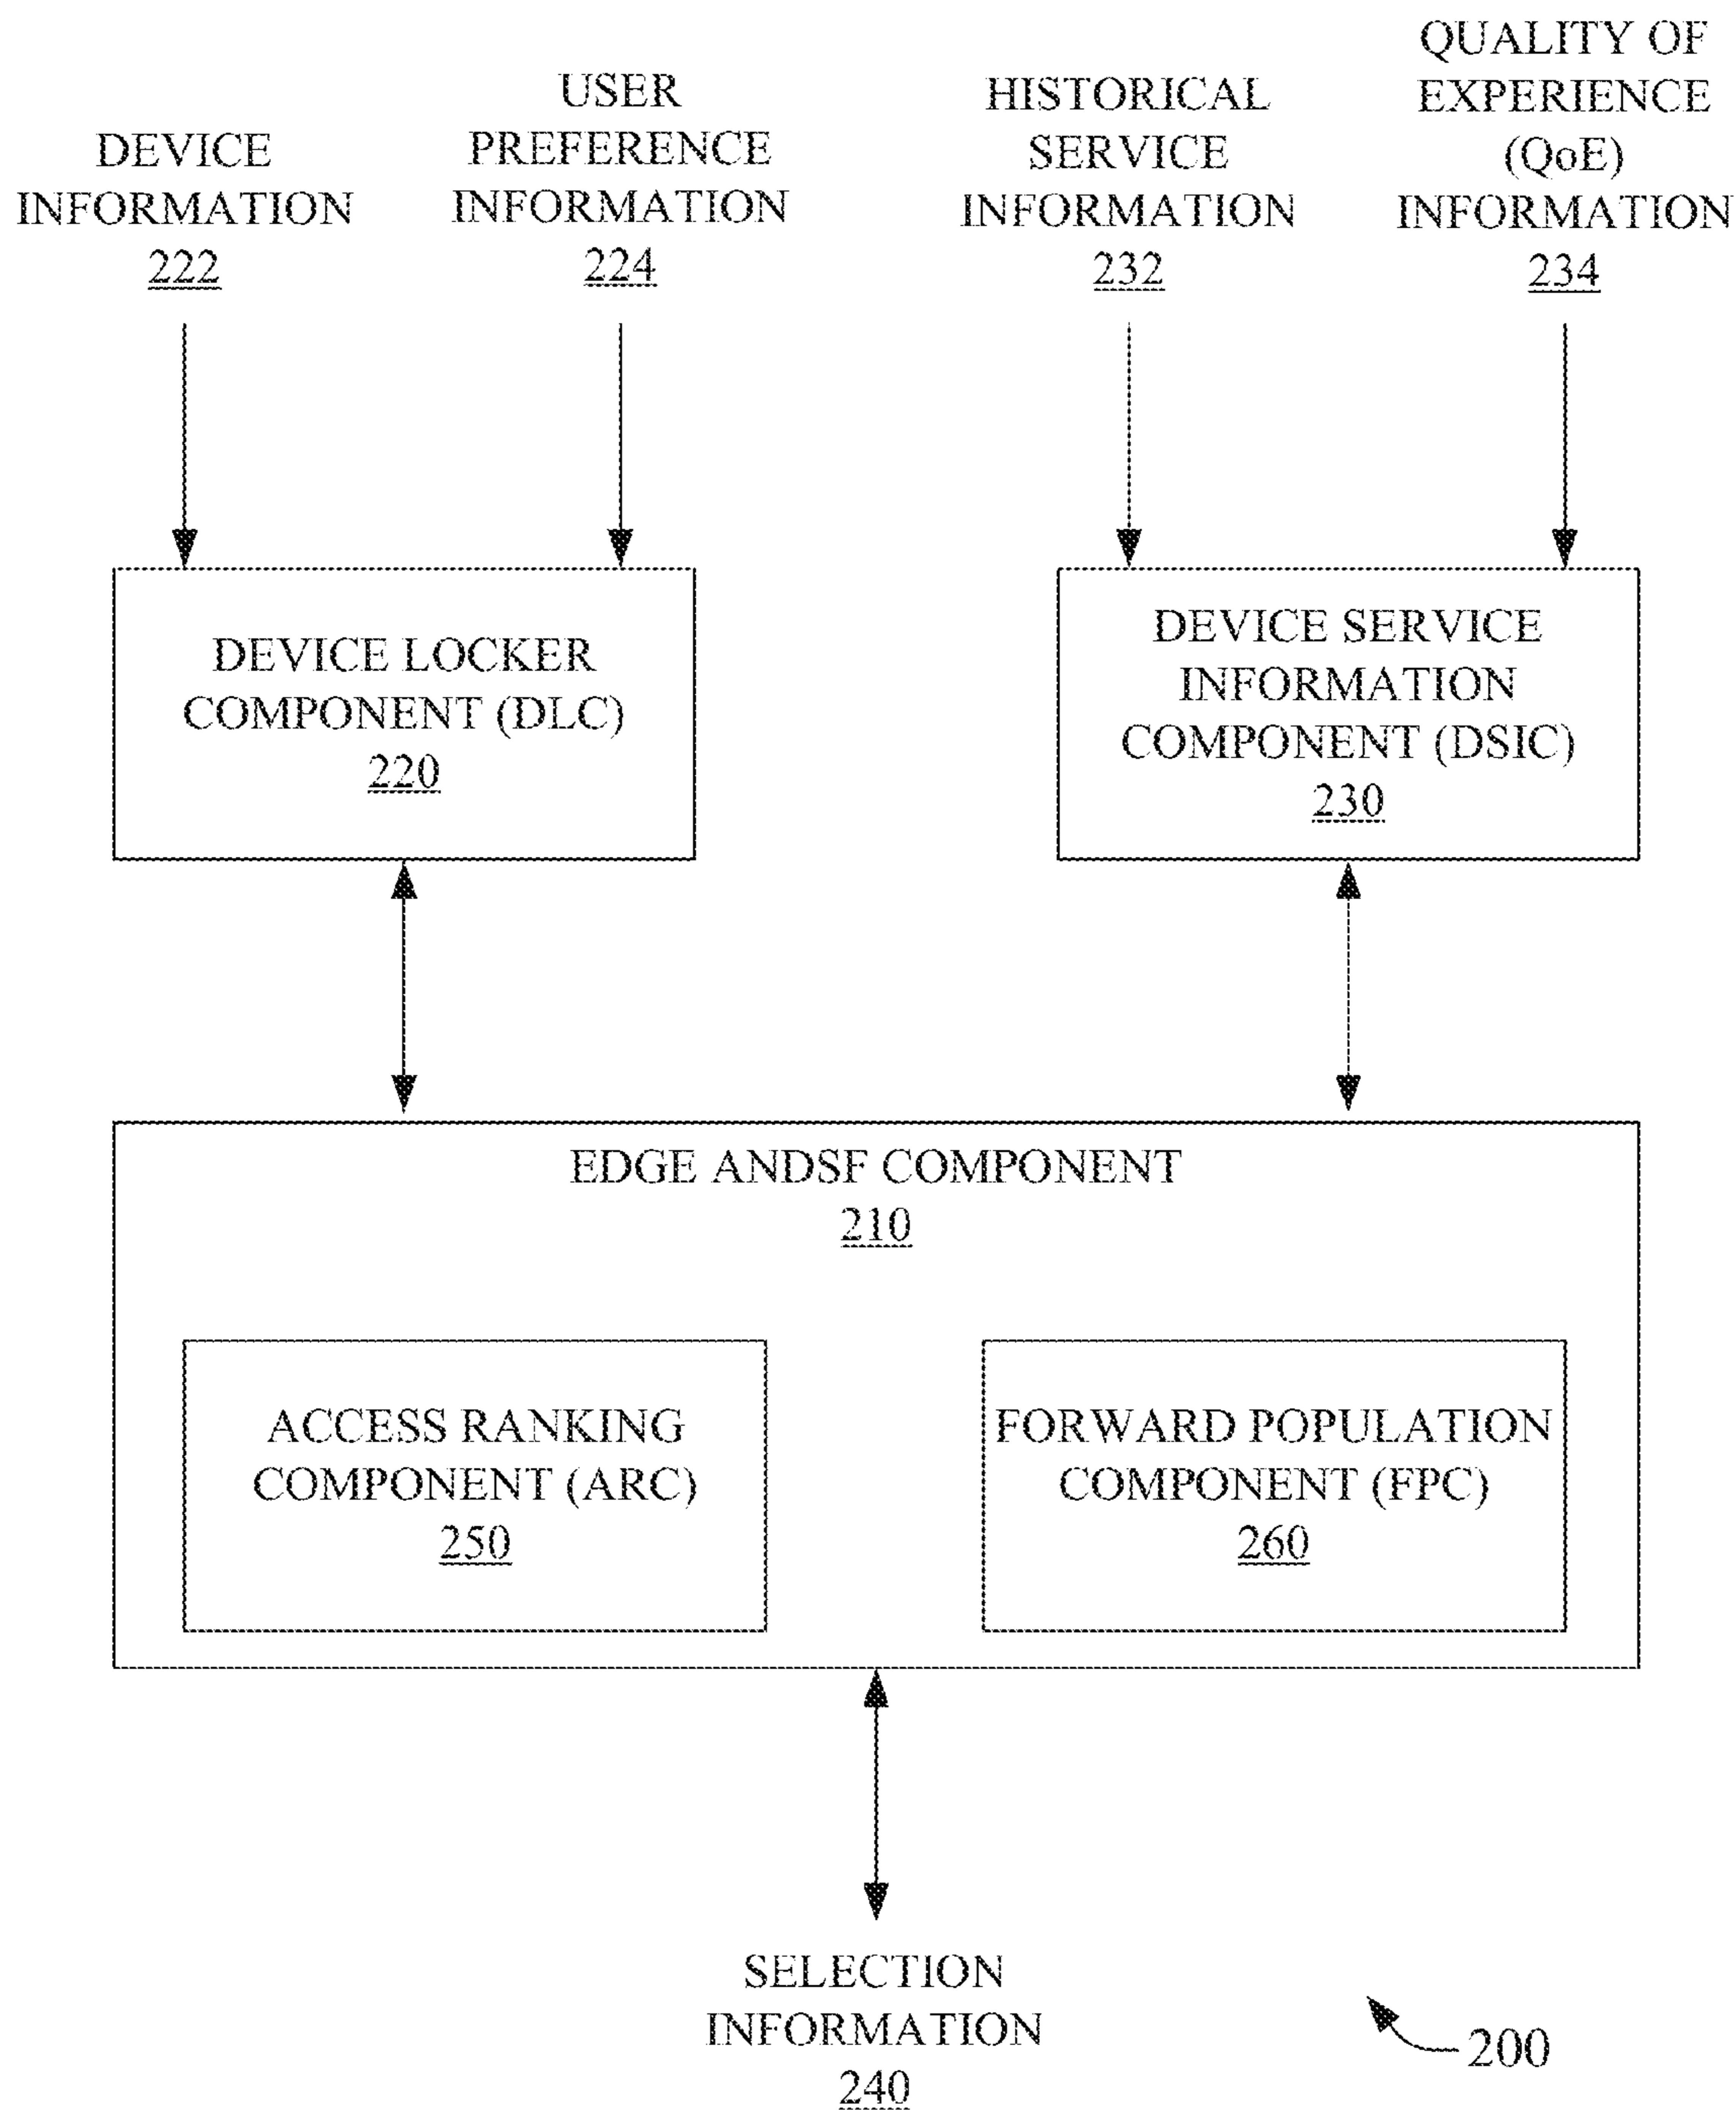 DEVICE
INFORMATION
222
USER
PREFERENCE
INFORMATION
224
HISTORICAL
SERVICE
INFORMATION
232
QUALITY OF
EXPERIENCE
(QoE)
INFORMATION
234
DEVICE LOCKER
COMPONENT (DLC)
220
DEVICE SERVICE
INFORMATION
COMPONENT (DSIC)
230
EDGE ANDSF COMPONENT
210
ACCESS RANKING
COMPONENT (ARC)
250
FORWARD POPULATION
COMPONENT (FPC)
260
SELECTION
INFORMATION
240
200